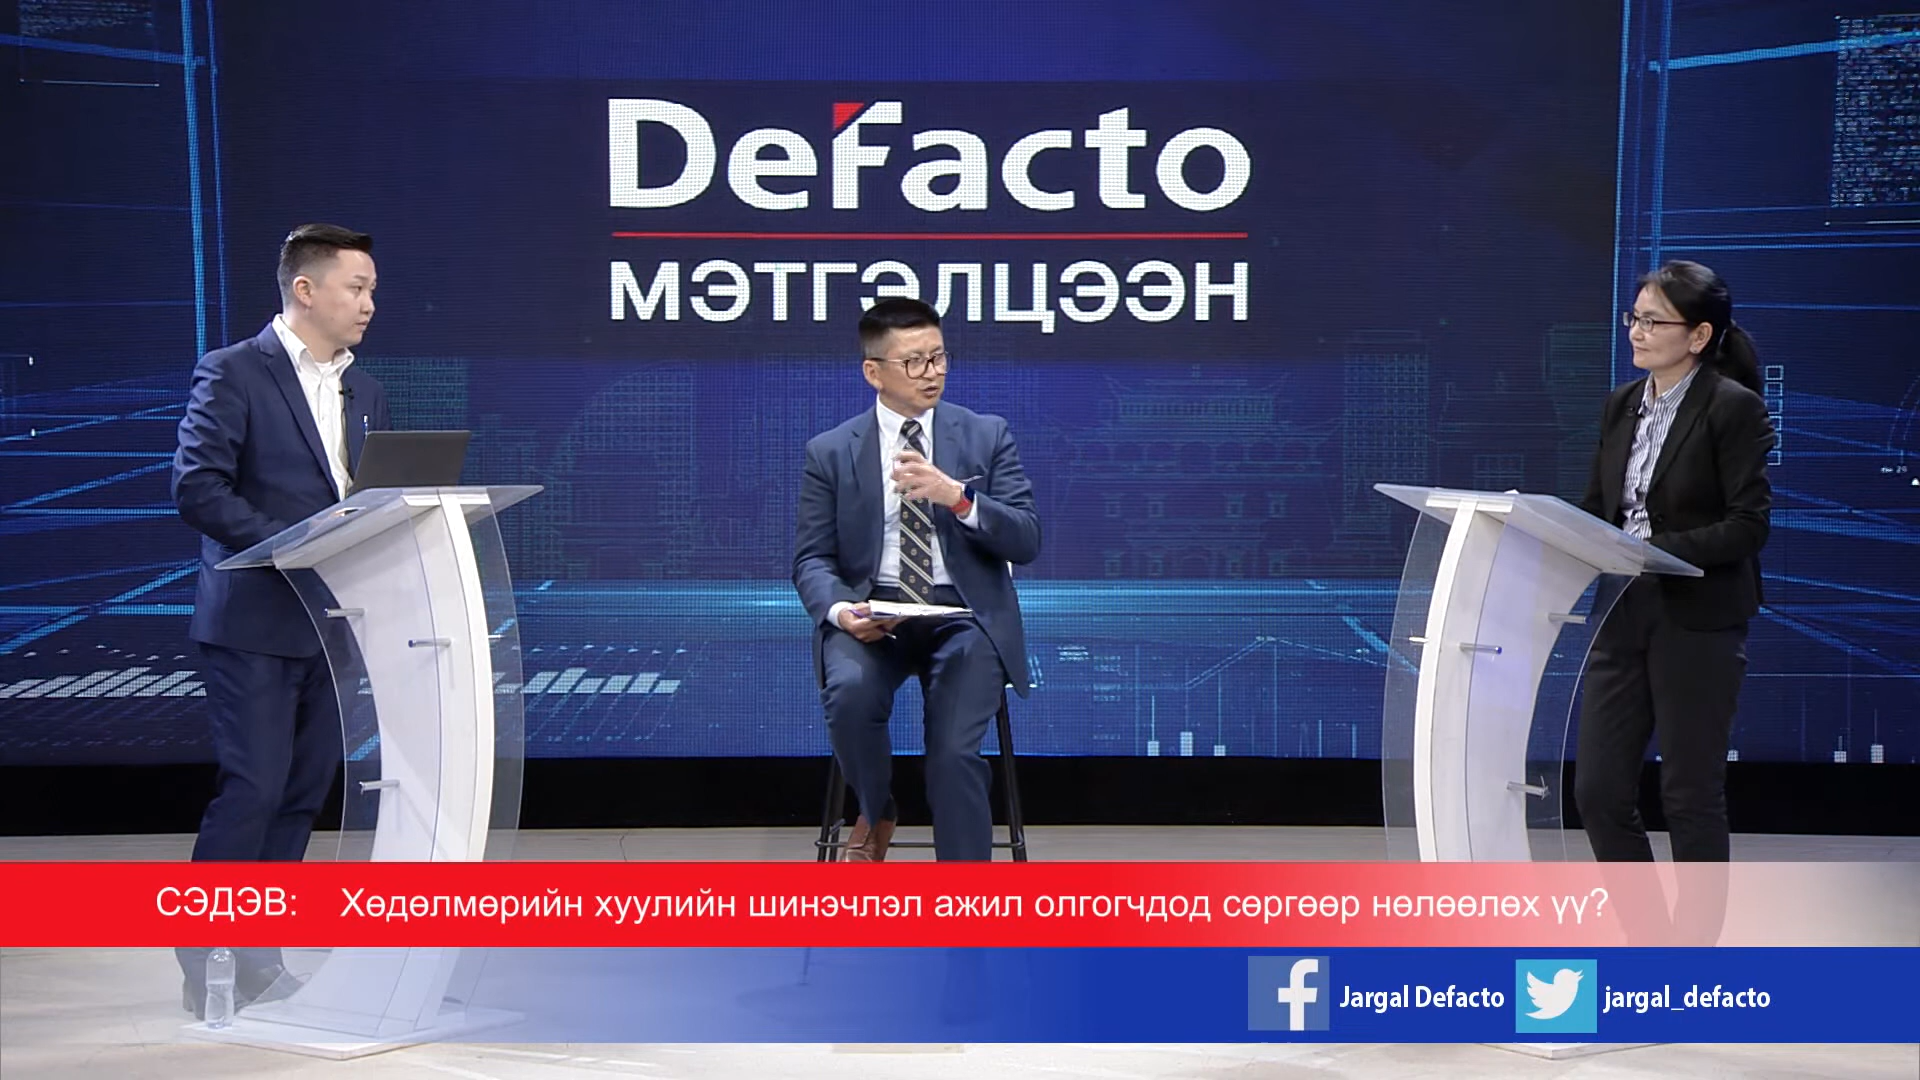 DeFacto
МЭТГЭЛЦЭЭН
СЭДЭВ: Хөдөлмөрийн хуулийн шинэчлэл ажил олгогчдод сөргөөр нөлөөлөх үү?
Jargal Defacto
jargal_defacto